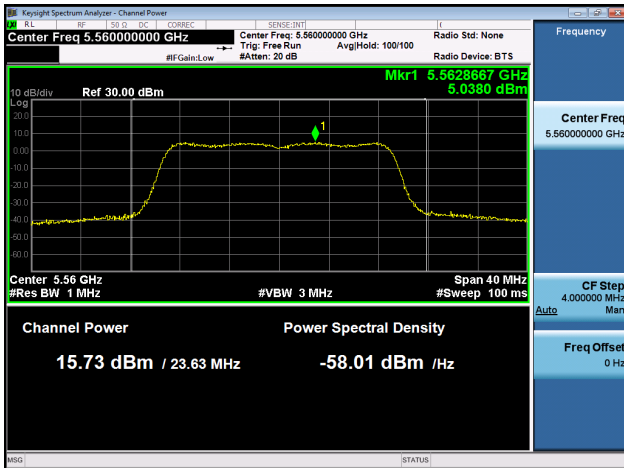 Keysight Spectrum Analyzer - Channel Power
RL RF 50 Ω DC CORREC SENSE:INT
Center Freq 5.560000000 GHz
#IFGain:Low
Center Freq: 5.560000000 GHz
Trig: Free Run Avg|Hold: 100/100
#Atten: 20 dB
Radio Std: None
Radio Device: BTS
Mkr1 5.5628667 GHz
5.0380 dBm
10 dB/div Ref 30.00 dBm
Log
20.0
10.0
0.00
-10.0
-20.0
-30.0
-40.0
-50.0
-60.0
1
Center 5.56 GHz Span 40 MHz
#Res BW 1 MHz #VBW 3 MHz #Sweep 100 ms
Channel Power Power Spectral Density
15.73 dBm / 23.63 MHz -58.01 dBm /Hz
MSG STATUS
Frequency
Center Freq
5.560000000 GHz
CF Step
4.000000 MHz
Auto Man
Freq Offset
0 Hz